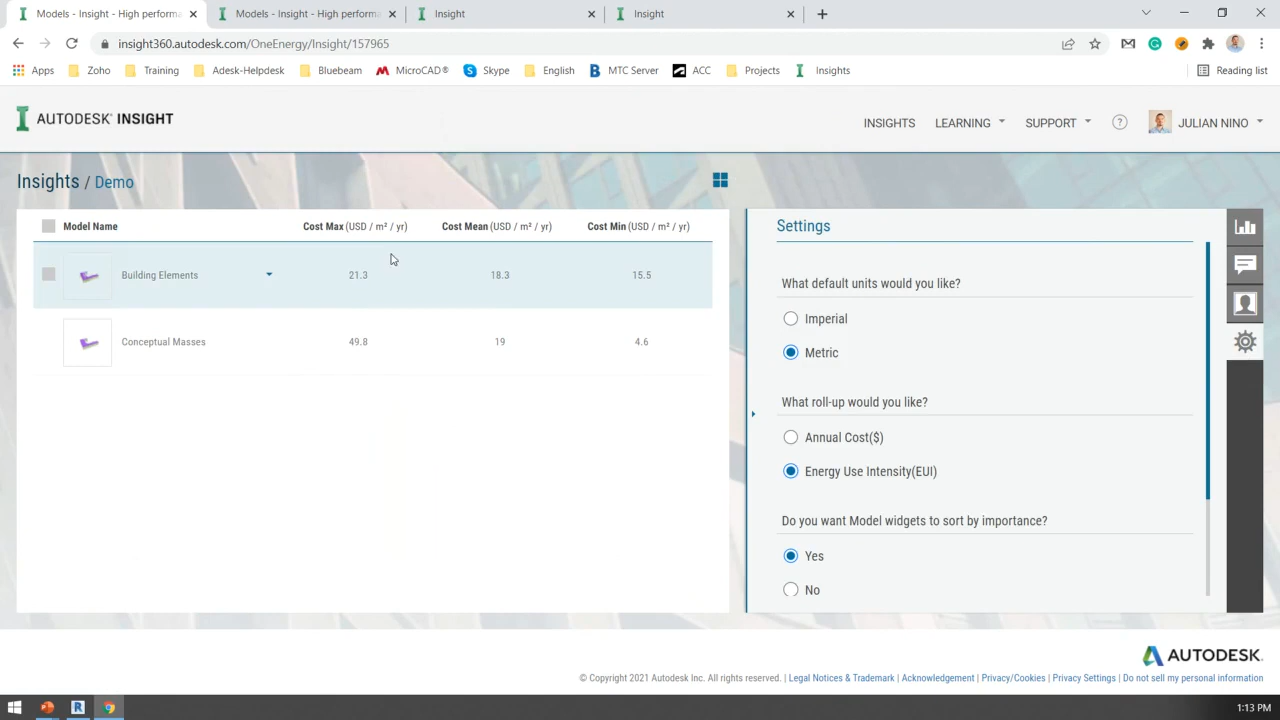 Models - Insight - High performa
Models - Insight - High performa
Insight
Insight
insight360.autodesk.com/OneEnergy/Insight/157965
Apps
Zoho
Training
Adesk-Helpdesk
Bluebeam
MicroCAD®
Skype
English
MTC Server
ACC
Projects
Insights
Reading list
AUTODESK® INSIGHT
INSIGHTS
LEARNING
SUPPORT
?
JULIAN NINO
Insights / Demo
Model Name
Cost Max (USD / m² / yr)
Cost Mean (USD / m² / yr)
Cost Min (USD / m² / yr)
Building Elements
21.3
18.3
15.5
Conceptual Masses
49.8
19
4.6
Settings
What default units would you like?
Imperial
Metric
What roll-up would you like?
Annual Cost($)
Energy Use Intensity(EUI)
Do you want Model widgets to sort by importance?
Yes
No
AUTODESK.
© Copyright 2021 Autodesk Inc. All rights reserved. | Legal Notices & Trademark | Acknowledgement | Privacy/Cookies | Privacy Settings | Do not sell my personal information
1:13 PM